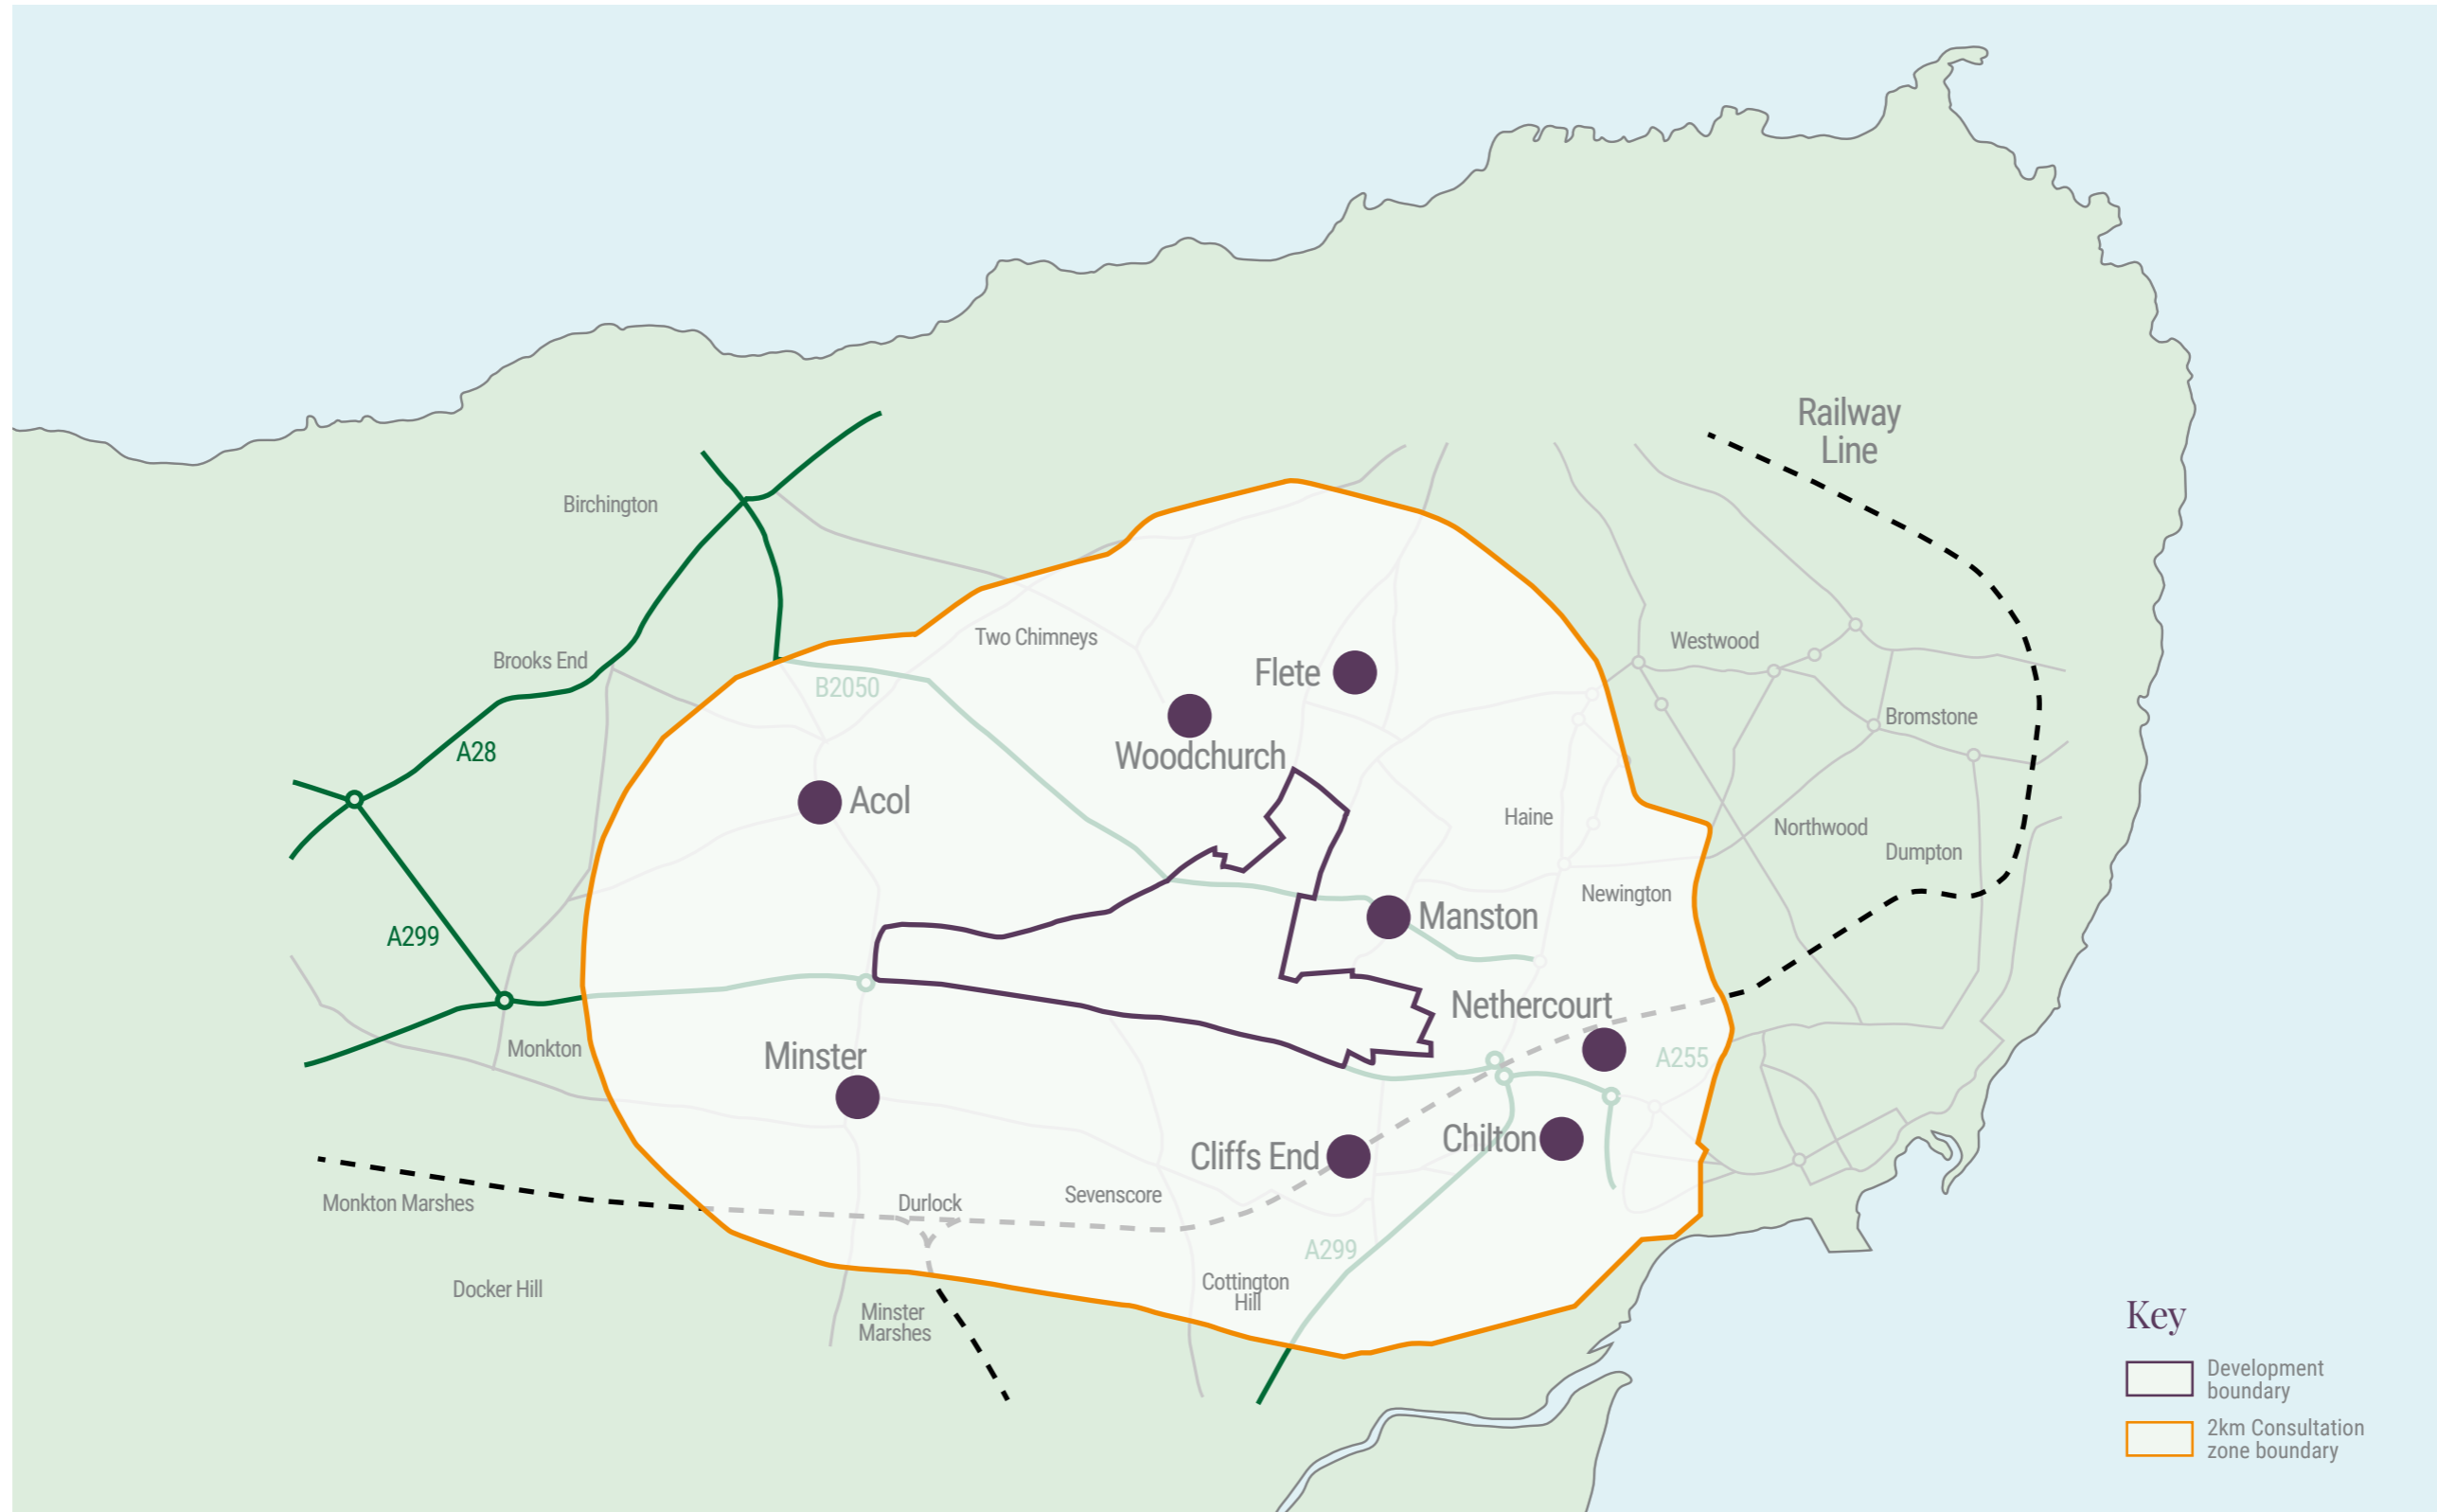 Railway
Line
Birchington
Two Chimneys
Westwood
Brooks End
Flete
B2050
Bromstone
A28
Woodchurch
Acol
Haine
Northwood
Dumpton
Newington
Manston
A299
Nethercourt
Monkton
Minster
A255
Chilton
Cliffs End
Sevenscore
Monkton Marshes
Durlock
A299
Cottington
Hill
Docker Hill
Minster
Marshes
Key
Development
boundary
2km Consultation
zone boundary